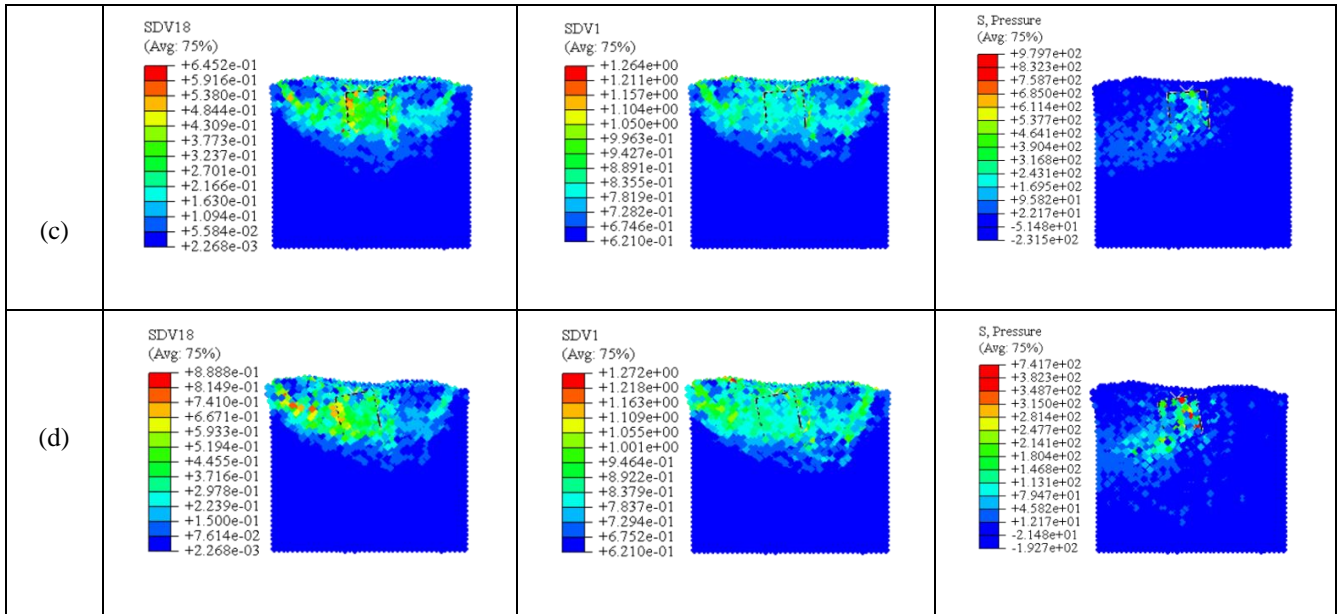 (c)
SDV18
(Avg: 75%)
+6.452e-01
+5.916e-01
+5.380e-01
+4.844e-01
+4.309e-01
+3.773e-01
+3.237e-01
+2.701e-01
+2.166e-01
+1.630e-01
+1.094e-01
+5.584e-02
+2.268e-03
SDV1
(Avg: 75%)
+1.264e+00
+1.211e+00
+1.157e+00
+1.104e+00
+1.050e+00
+9.963e-01
+9.427e-01
+8.891e-01
+8.355e-01
+7.819e-01
+7.282e-01
+6.746e-01
+6.210e-01
S, Pressure
(Avg: 75%)
+9.797e+02
+8.323e+02
+7.587e+02
+6.850e+02
+6.114e+02
+5.377e+02
+4.641e+02
+3.904e+02
+3.168e+02
+2.431e+02
+1.695e+02
+9.582e+01
+2.217e+01
-5.148e+01
-2.315e+02
(d)
SDV18
(Avg: 75%)
+8.888e-01
+8.149e-01
+7.410e-01
+6.671e-01
+5.933e-01
+5.194e-01
+4.455e-01
+3.716e-01
+2.978e-01
+2.239e-01
+1.500e-01
+7.614e-02
+2.268e-03
SDV1
(Avg: 75%)
+1.272e+00
+1.218e+00
+1.163e+00
+1.109e+00
+1.055e+00
+1.001e+00
+9.464e-01
+8.922e-01
+8.379e-01
+7.837e-01
+7.294e-01
+6.752e-01
+6.210e-01
S, Pressure
(Avg: 75%)
+7.417e+02
+3.823e+02
+3.487e+02
+3.150e+02
+2.814e+02
+2.477e+02
+2.141e+02
+1.804e+02
+1.468e+02
+1.131e+02
+7.947e+01
+4.582e+01
+1.217e+01
-2.148e+01
-1.927e+02